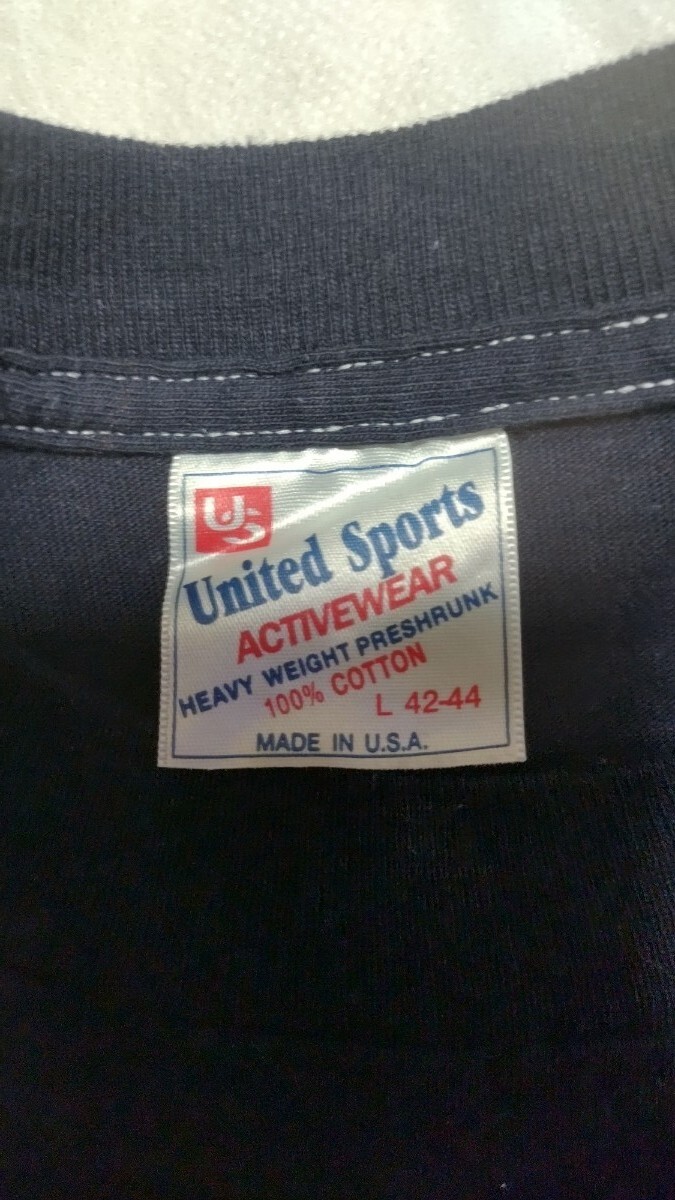 US
United Sports
ACTIVEWEAR
HEAVY WEIGHT PRESHRUNK
100% COTTON
L 42-44
MADE IN U.S.A.